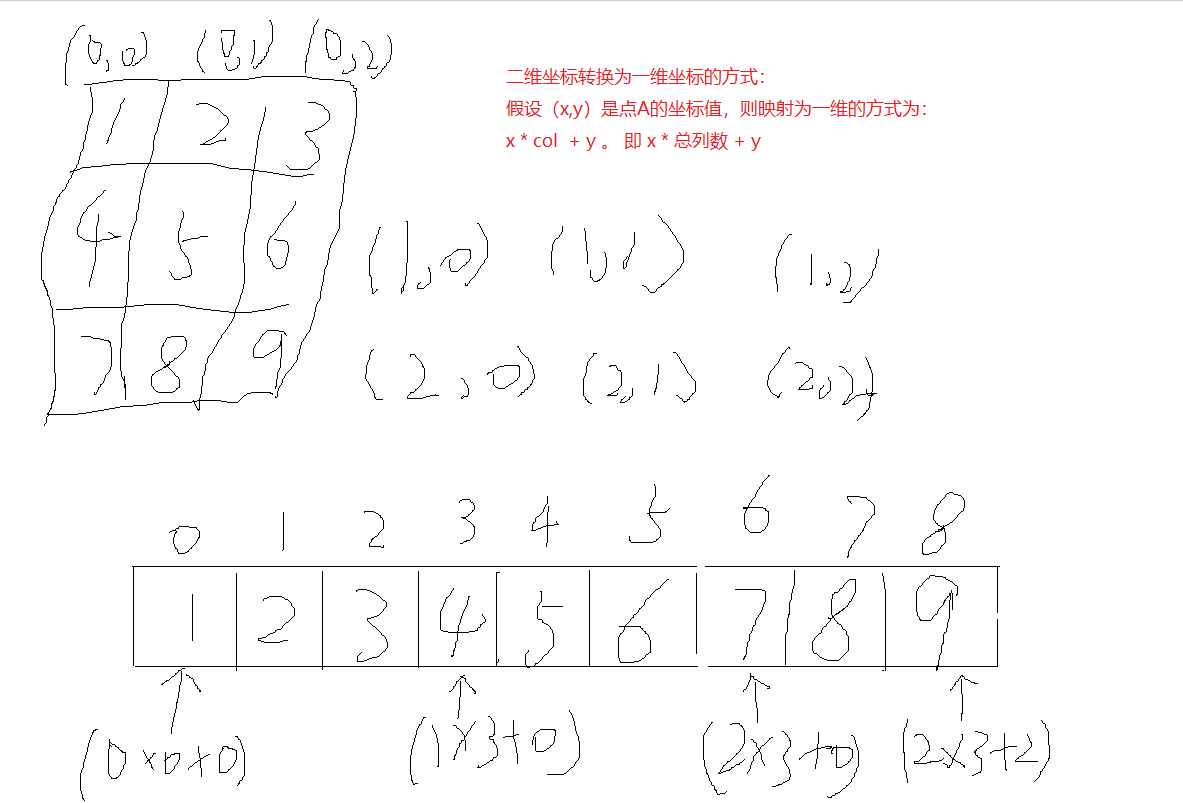 (0,0) (0,1) (0,2)
二维坐标转换为一维坐标的方式：
假设（x,y）是点A的坐标值，则映射为一维的方式为：
x * col + y 。 即 x * 总列数 + y
1 2 3
4 5 6 (1,0) (1,1) (1,2)
7 8 9 (2,0) (2,1) (2,2)
0 1 2 3 4 5 6 7 8
1 2 3 4 5 6 7 8 9
(0×0×0) (1×3+0) (2×3+0) (2×3+2)